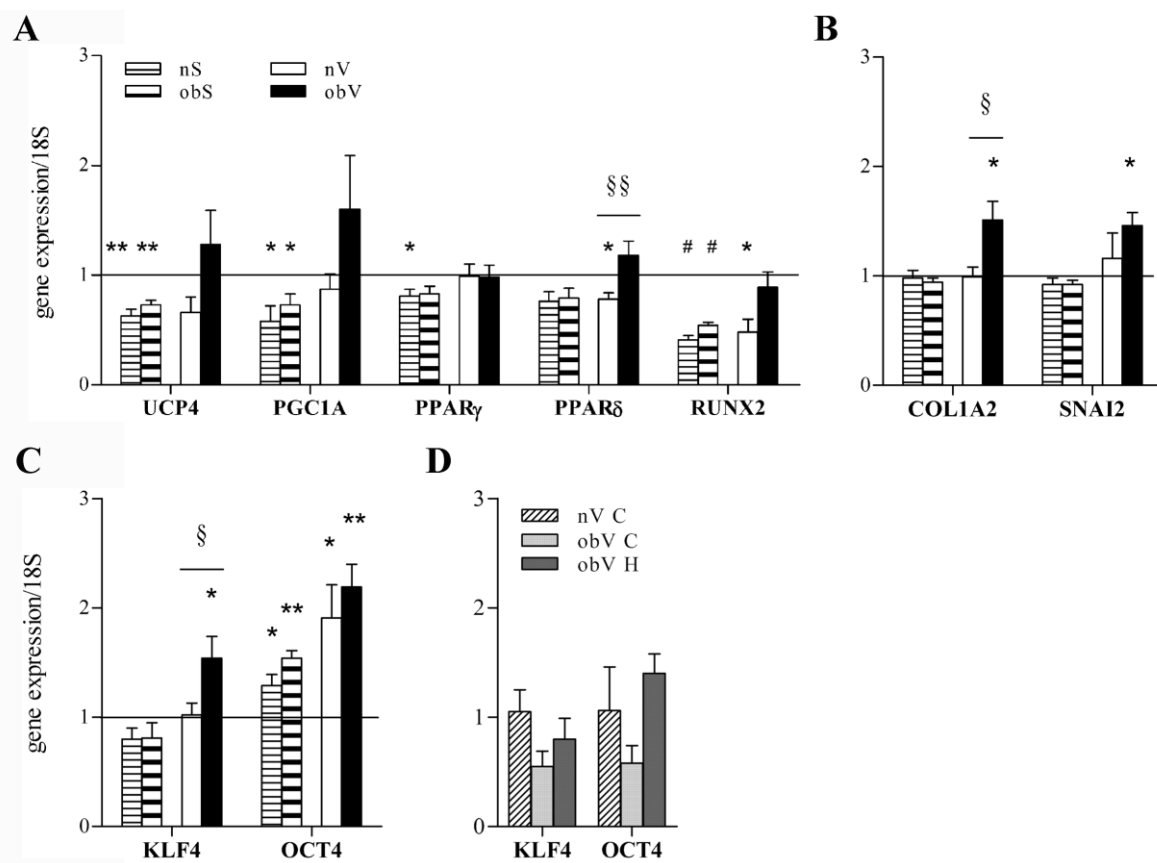 A
gene expression/18S
3
2
1
0
nS
nV
obS
obV
** **
* *
*
§§
*
# #
*
UCP4
PGC1A
PPARγ
PPARδ
RUNX2
B
3
2
1
0
§
*
*
COL1A2
SNAI2
C
gene expression/18S
3
2
1
0
§
*
*
**
*
**
KLF4
OCT4
D
3
2
1
0
nV C
obV C
obV H
KLF4
OCT4